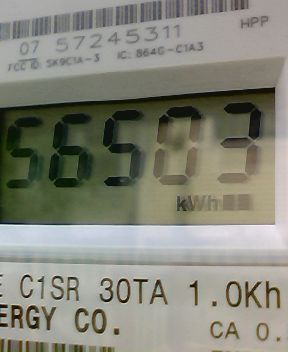 07 57245311 HPP
FCC ID: SK9C1A-3 IC: 864G-C1A3
56503
kWh
E C1SR 30TA 1.0Kh
ERGY CO. CA 0.